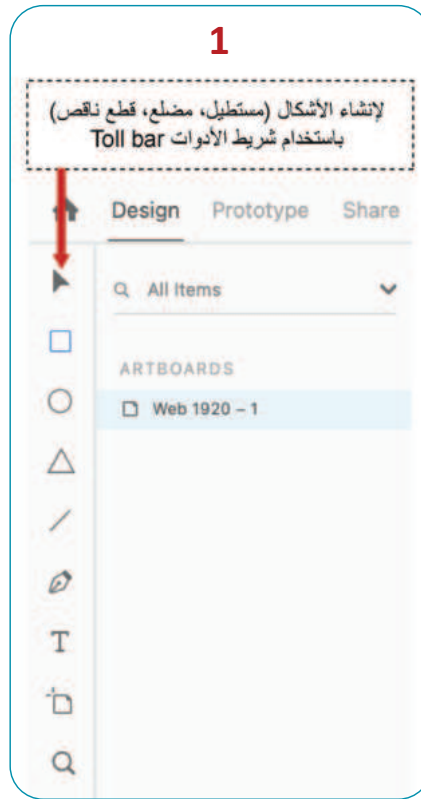 1
لإنشاء الأشكال (مستطيل، مضلع، قطع ناقص)
باستخدام شريط الأدوات Toll bar
Design Prototype Share
All Items
ARTBOARDS
Web 1920 – 1
T